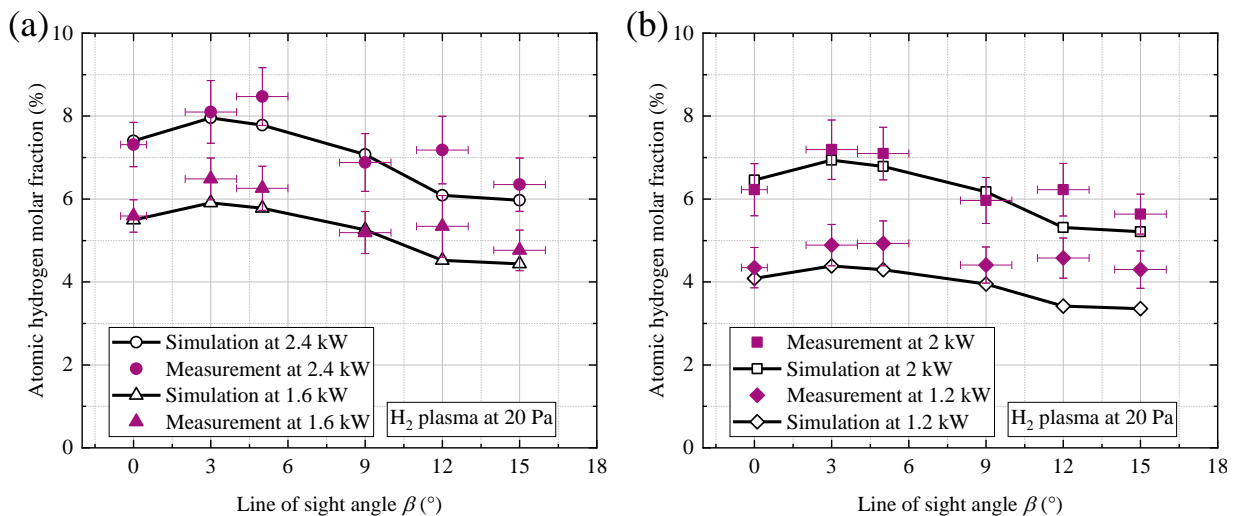 (a)
10
8
6
4
2
0
Atomic hydrogen molar fraction (%)
Simulation at 2.4 kW
Measurement at 2.4 kW
Simulation at 1.6 kW
Measurement at 1.6 kW
H₂ plasma at 20 Pa
0 3 6 9 12 15 18
Line of sight angle β (°)
(b)
10
8
6
4
2
0
Atomic hydrogen molar fraction (%)
Measurement at 2 kW
Simulation at 2 kW
Measurement at 1.2 kW
Simulation at 1.2 kW
H₂ plasma at 20 Pa
0 3 6 9 12 15 18
Line of sight angle β (°)